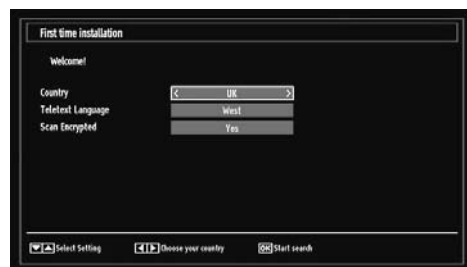 First time installation
Welcome!
Country < UK >
Teletext Language West
Scan Encrypted Yes
Select Setting Choose your country OK Start search